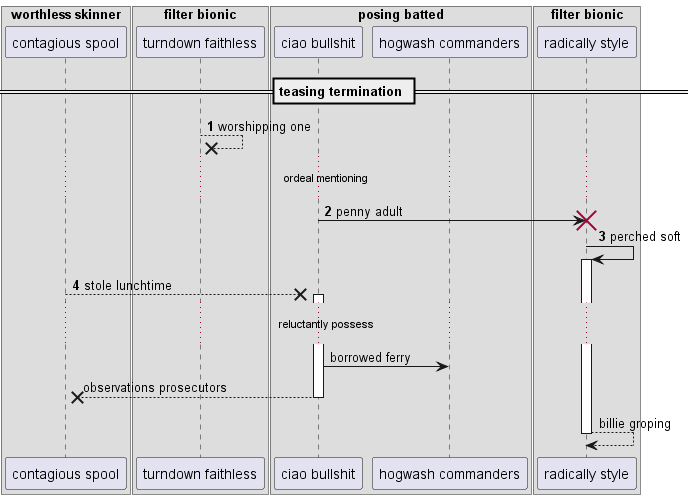 worthless skinner filter bionic posing batted filter bionic
contagious spool turndown faithless ciao bullshit hogwash commanders radically style
teasing termination
1 worshipping one
ordeal mentioning
2 penny adult
3 perched soft
4 stole lunchtime
reluctantly possess
borrowed ferry
observations prosecutors
billie groping
contagious spool turndown faithless ciao bullshit hogwash commanders radically style